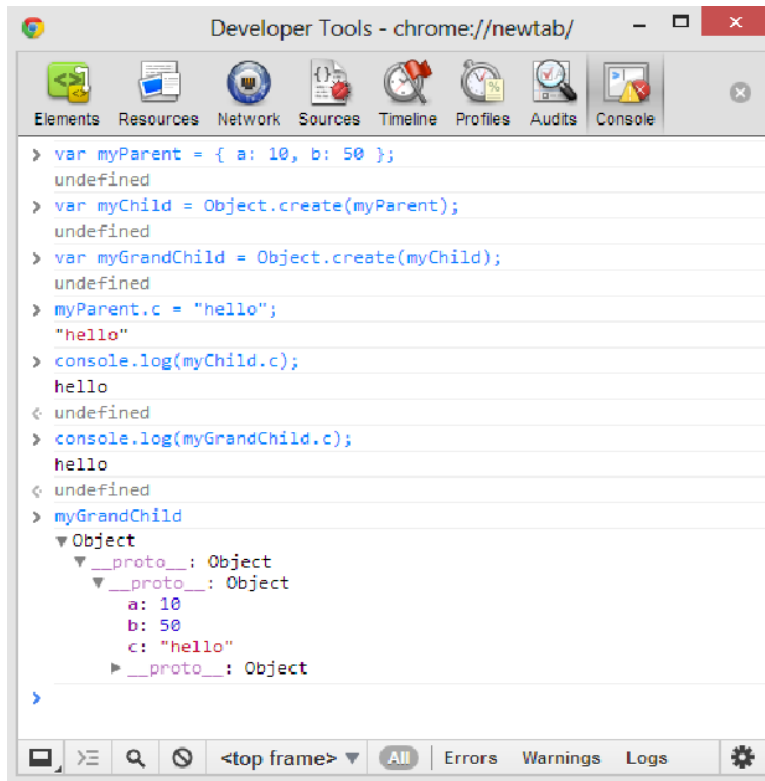 Developer Tools - chrome://newtab/
Elements Resources Network Sources Timeline Profiles Audits Console
> var myParent = { a: 10, b: 50 };
undefined
> var myChild = Object.create(myParent);
undefined
> var myGrandChild = Object.create(myChild);
undefined
> myParent.c = "hello";
"hello"
> console.log(myChild.c);
hello
undefined
> console.log(myGrandChild.c);
hello
undefined
> myGrandChild
▼Object
▼__proto__: Object
▼__proto__: Object
a: 10
b: 50
c: "hello"
▶__proto__: Object
>
<top frame> ▼ All Errors Warnings Logs